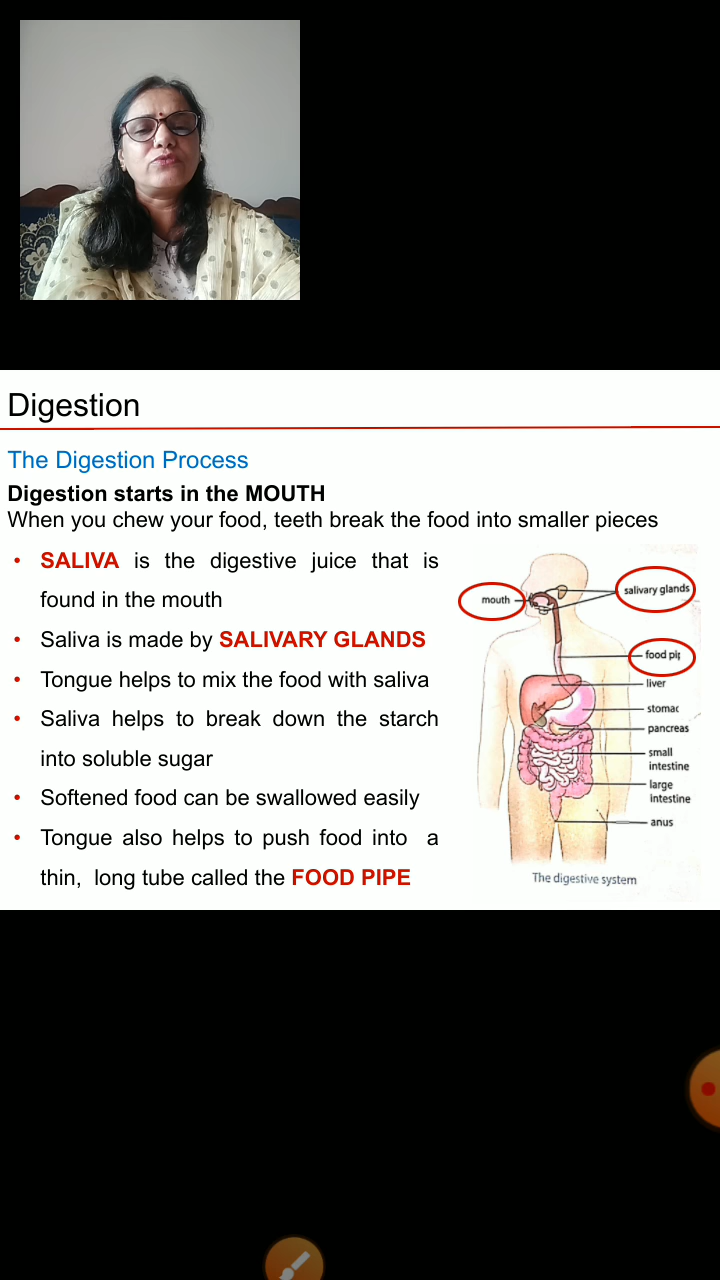 Digestion
The Digestion Process
Digestion starts in the MOUTH
When you chew your food, teeth break the food into smaller pieces
• SALIVA is the digestive juice that is
found in the mouth
• Saliva is made by SALIVARY GLANDS
• Tongue helps to mix the food with saliva
• Saliva helps to break down the starch
into soluble sugar
• Softened food can be swallowed easily
• Tongue also helps to push food into a
thin, long tube called the FOOD PIPE
mouth
salivary glands
food pip
liver
stomac
pancreas
small
intestine
large
intestine
anus
The digestive system